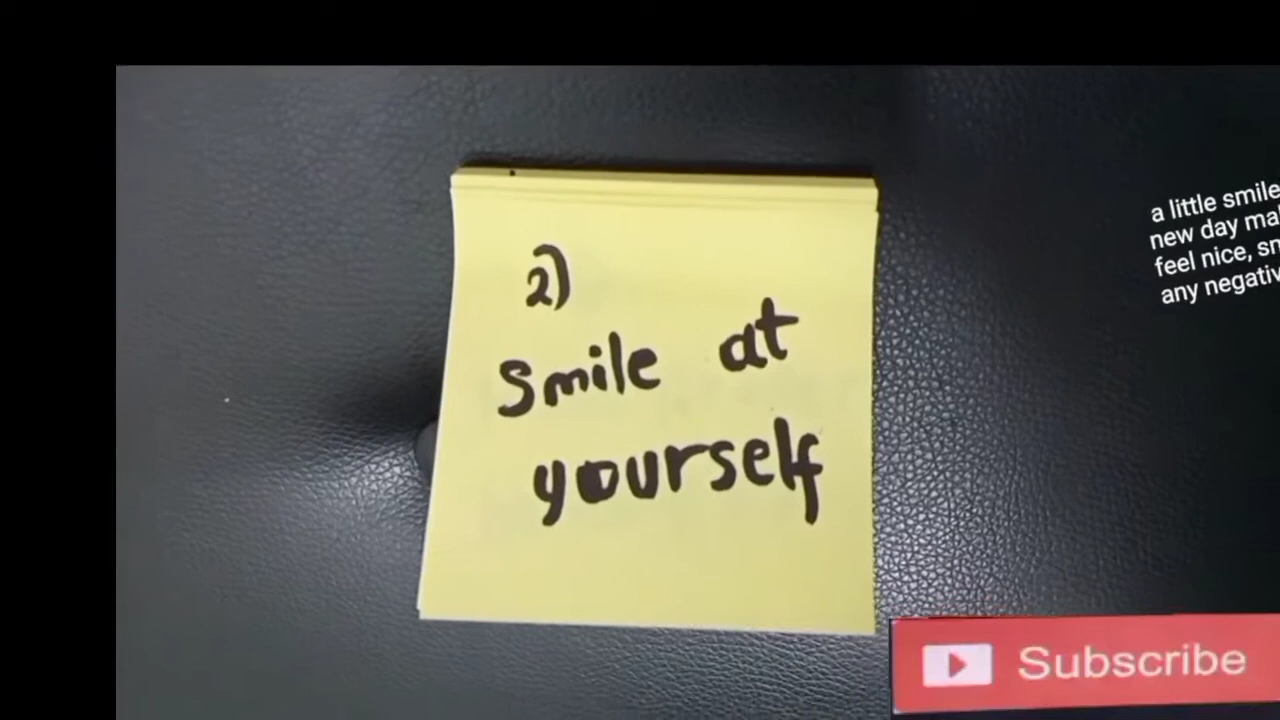 2)
smile at
yourself
a little smile
new day
feel nice,
any
Subscribe